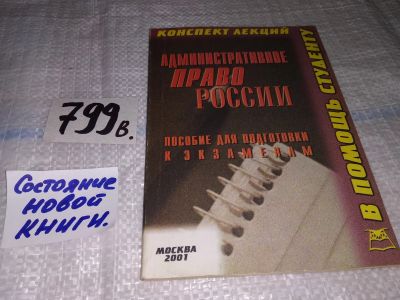 КОНСПЕКТ ЛЕКЦИЙ
АДМИНИСТРАТИВНОЕ
ПРАВО
РОССИИ
ПОСОБИЕ ДЛЯ ПОДГОТОВКИ
К ЭКЗАМЕНАМ
МОСКВА
2001
В ПОМОЩЬ СТУДЕНТУ
799в.
Состояние
новой
книги.